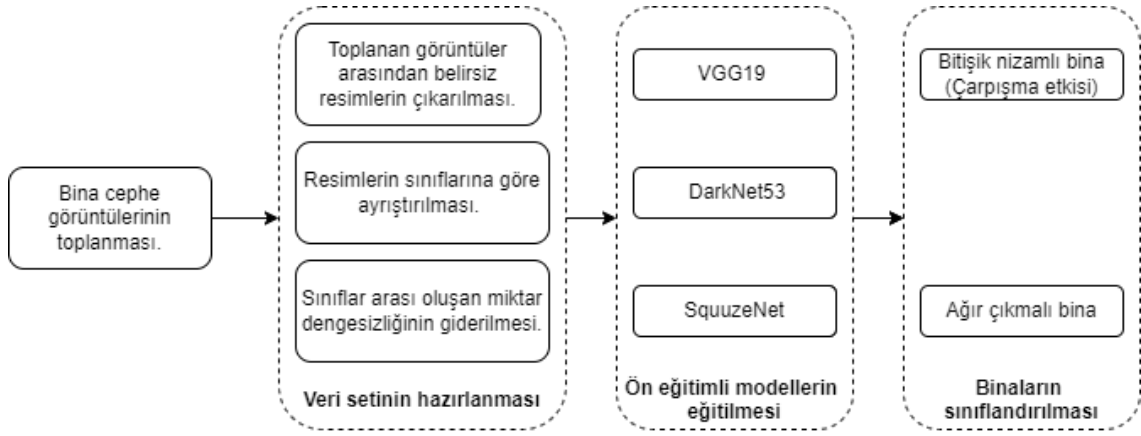 Bina cephe
görüntülerinin
toplanması.
Toplanan görüntüler
arasından belirsiz
resimlerin çıkarılması.
Resimlerin sınıflarına göre
ayrıştırılması.
Sınıflar arası oluşan miktar
dengesizliğinin giderilmesi.
Veri setinin hazırlanması
VGG19
DarkNet53
SquuzeNet
Ön eğitimli modellerin
eğitilmesi
Bitişik nizamlı bina
(Çarpışma etkisi)
Ağır çıkmalı bina
Binaların
sınıflandırılması